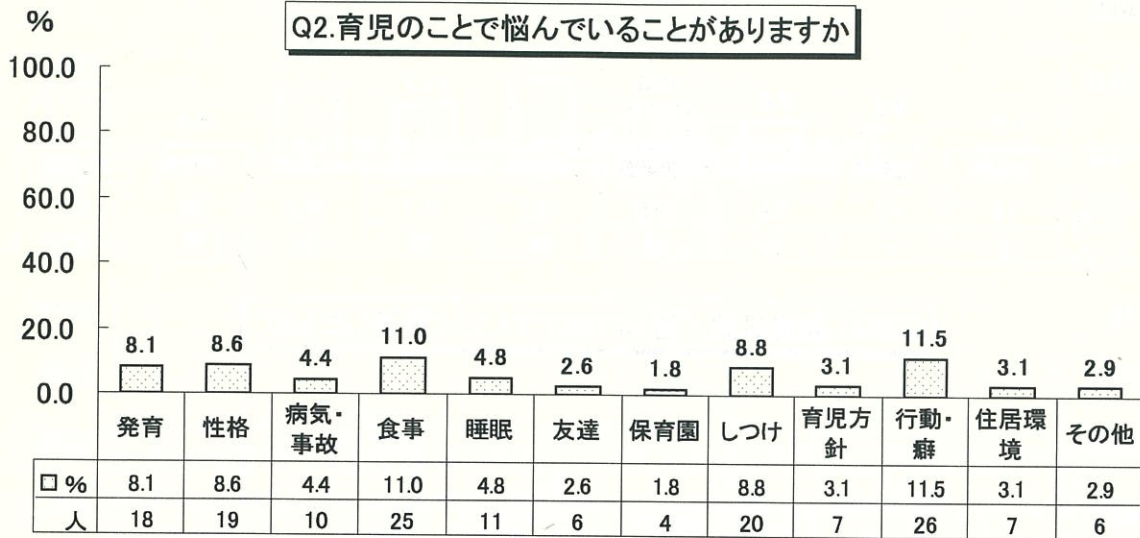 %
Q2.育児のことで悩んでいることがありますか
100.0
80.0
60.0
40.0
20.0
0.0
8.1 8.6 4.4 11.0 4.8 2.6 1.8 8.8 3.1 11.5 3.1 2.9
発育 性格 病気・事故 食事 睡眠 友達 保育園 しつけ 育児方針 行動・癖 住居環境 その他
% 8.1 8.6 4.4 11.0 4.8 2.6 1.8 8.8 3.1 11.5 3.1 2.9
人 18 19 10 25 11 6 4 20 7 26 7 6